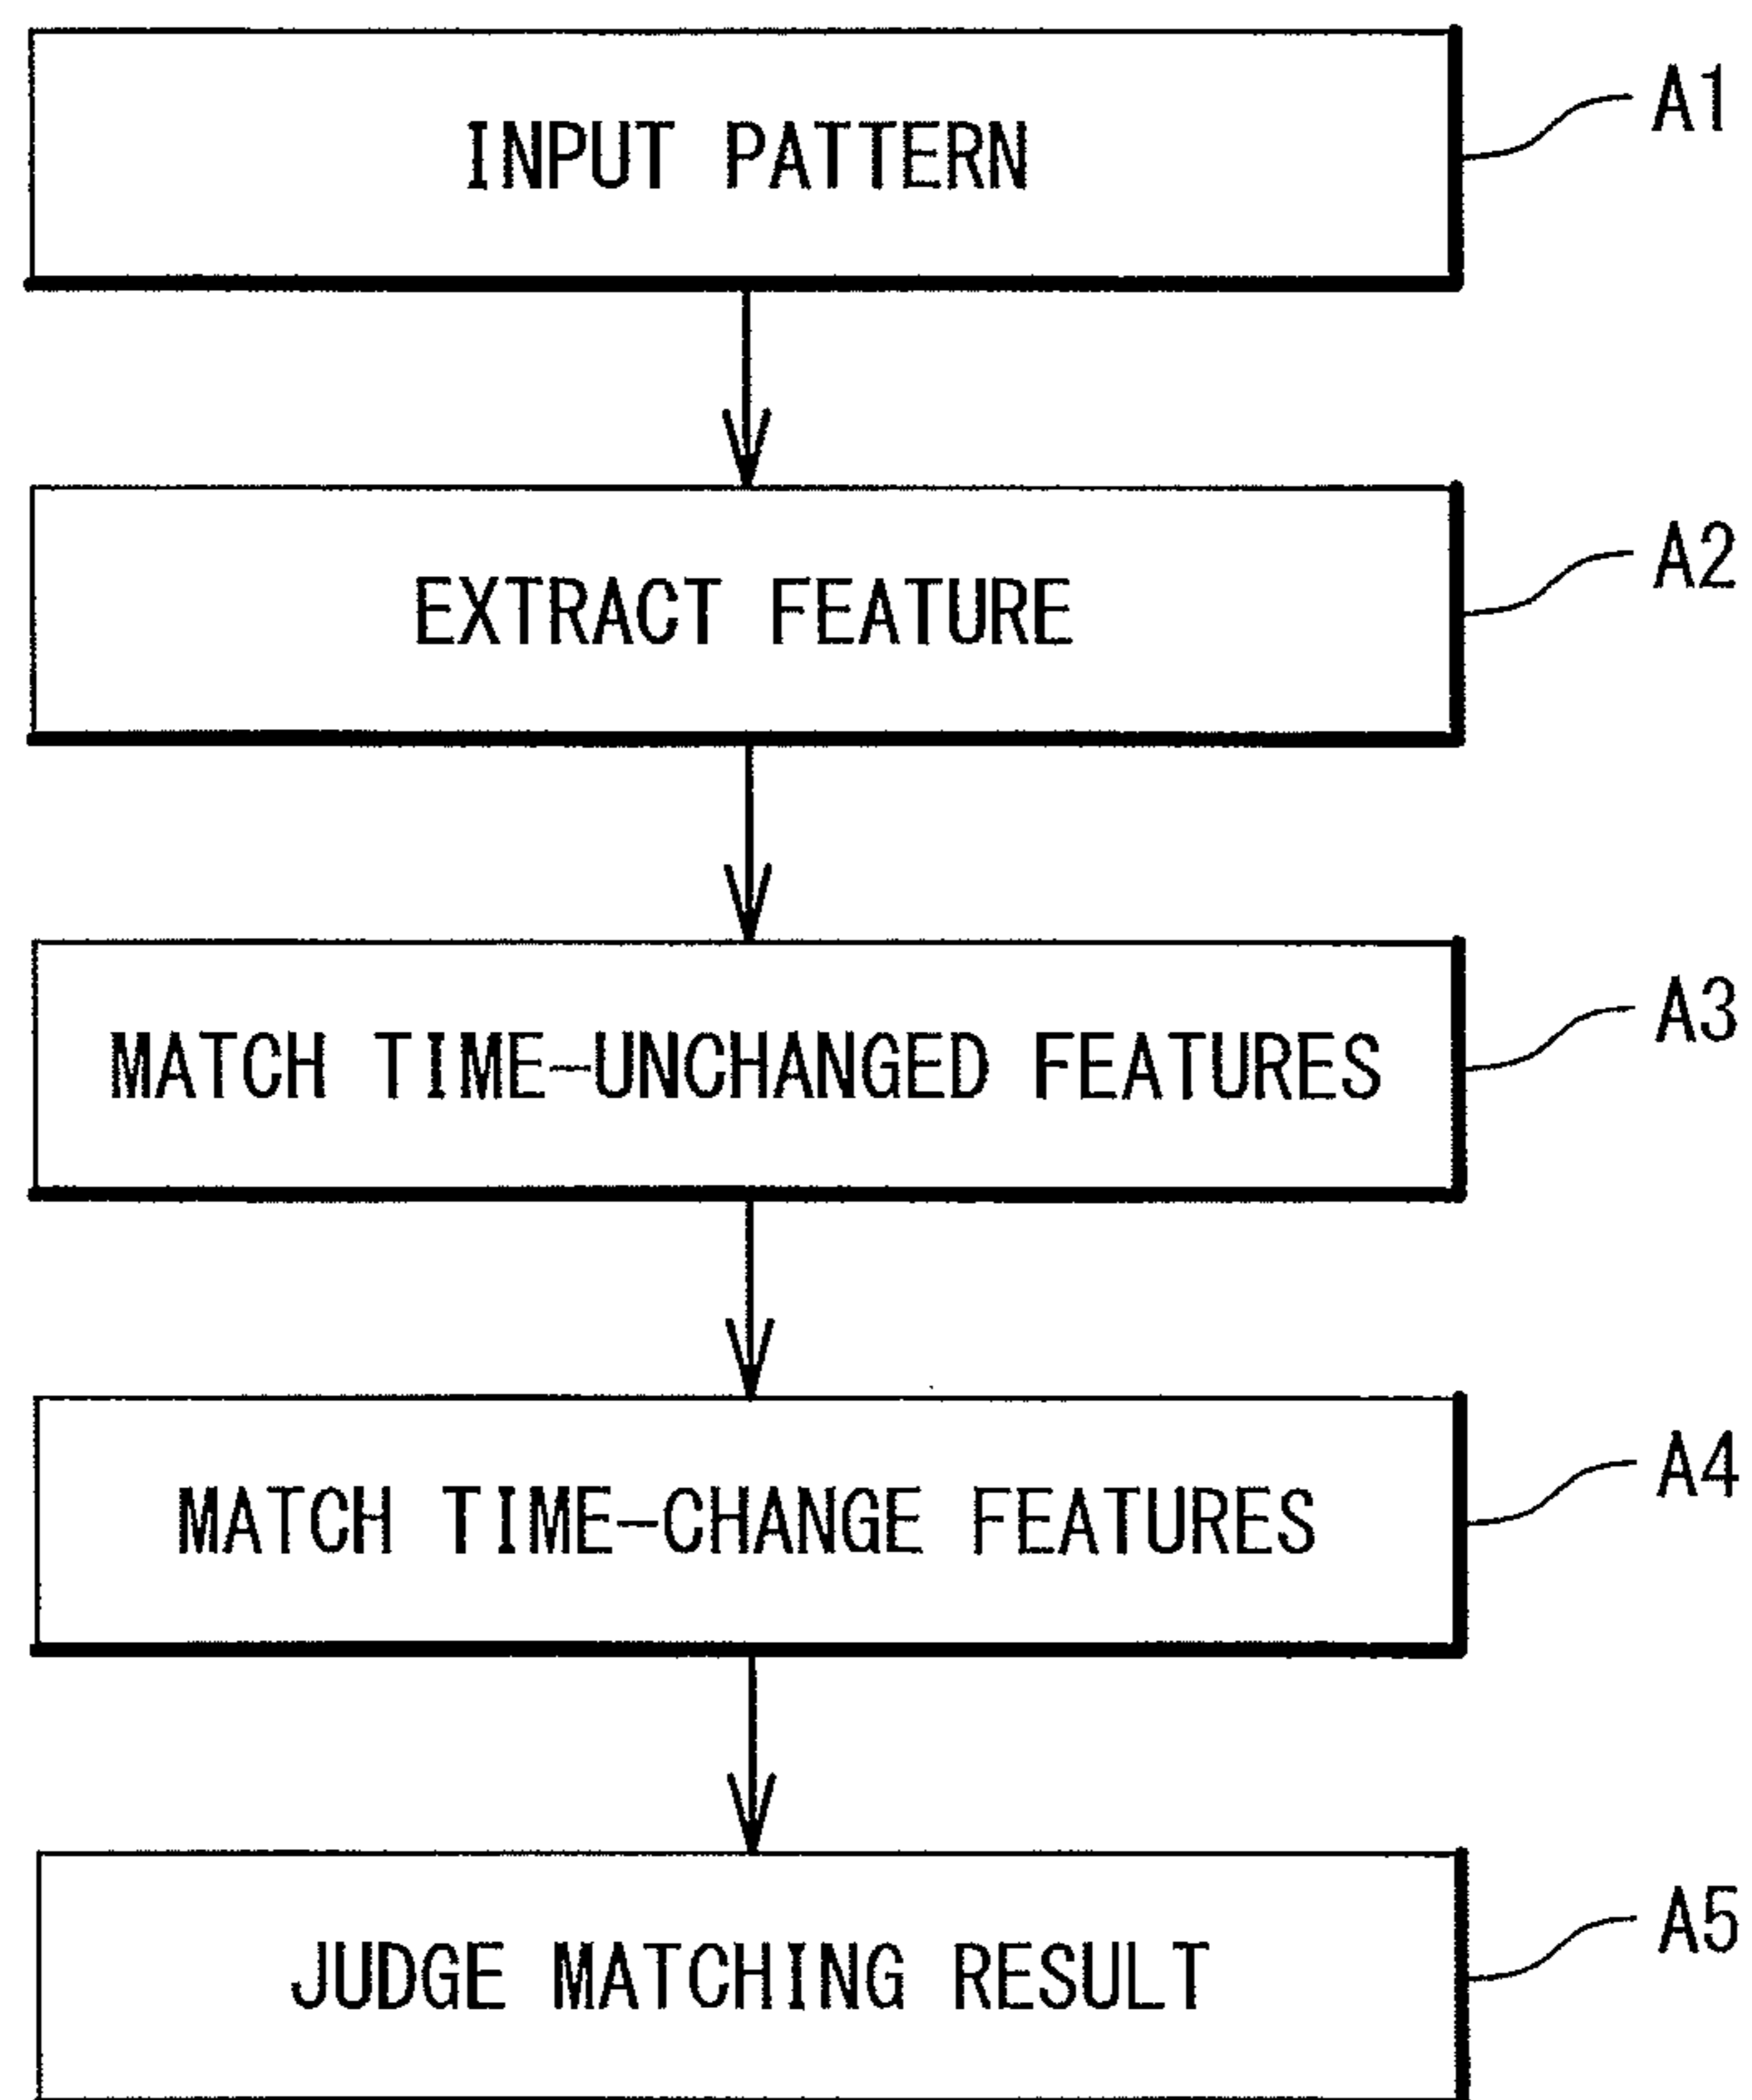 INPUT PATTERN
A1
EXTRACT FEATURE
A2
MATCH TIME-UNCHANGED FEATURES
A3
MATCH TIME-CHANGE FEATURES
A4
JUDGE MATCHING RESULT
A5